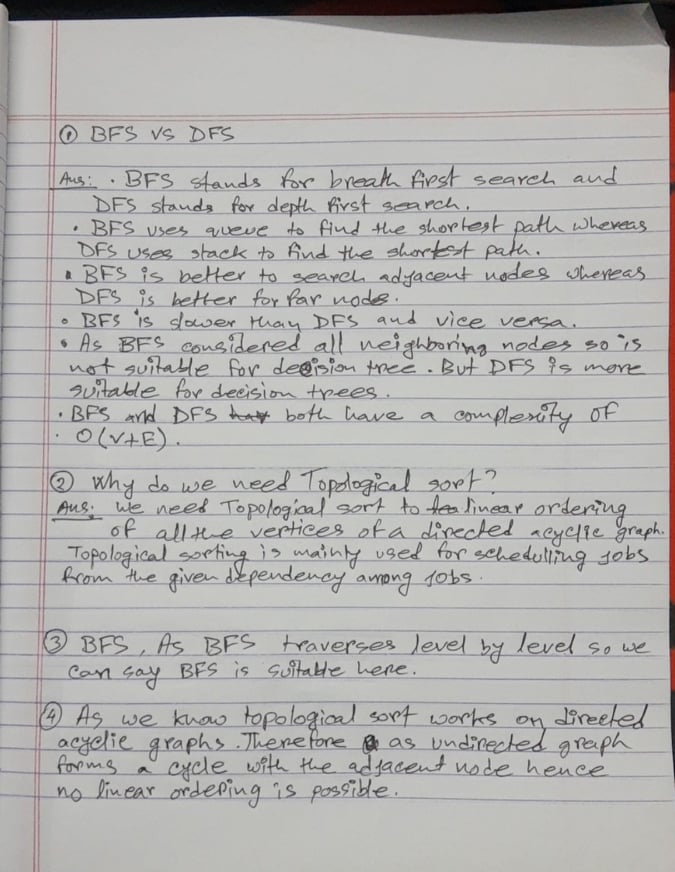 ① BFS vs DFS
Ans: . BFS stands for breath first search and
DFS stands for depth first search.
• BFS uses queue to find the shortest path whereas
DFS uses stack to find the shortest path.
• BFS is better to search adjacent nodes whereas
DFS is better for far node.
• BFS is slower than DFS and vice versa.
• As BFS considered all neighboring nodes so is
not suitable for decision tree. But DFS is more
suitable for decision trees.
• BFS and DFS hav both have a complexity of
. O(V+E).
② Why do we need Topological sort?
Ans: We need Topological sort to linear ordering
of all the vertices of a directed acyclic graph.
Topological sorting is mainly used for schedulling jobs
from the given dependency among jobs.
③ BFS, As BFS traverses level by level so we
can say BFS is suitable here.
④ As we know topological sort works on directed
acyclic graphs. Therefore as undirected graph
forms a cycle with the adjacent node hence
no linear ordering is possible.